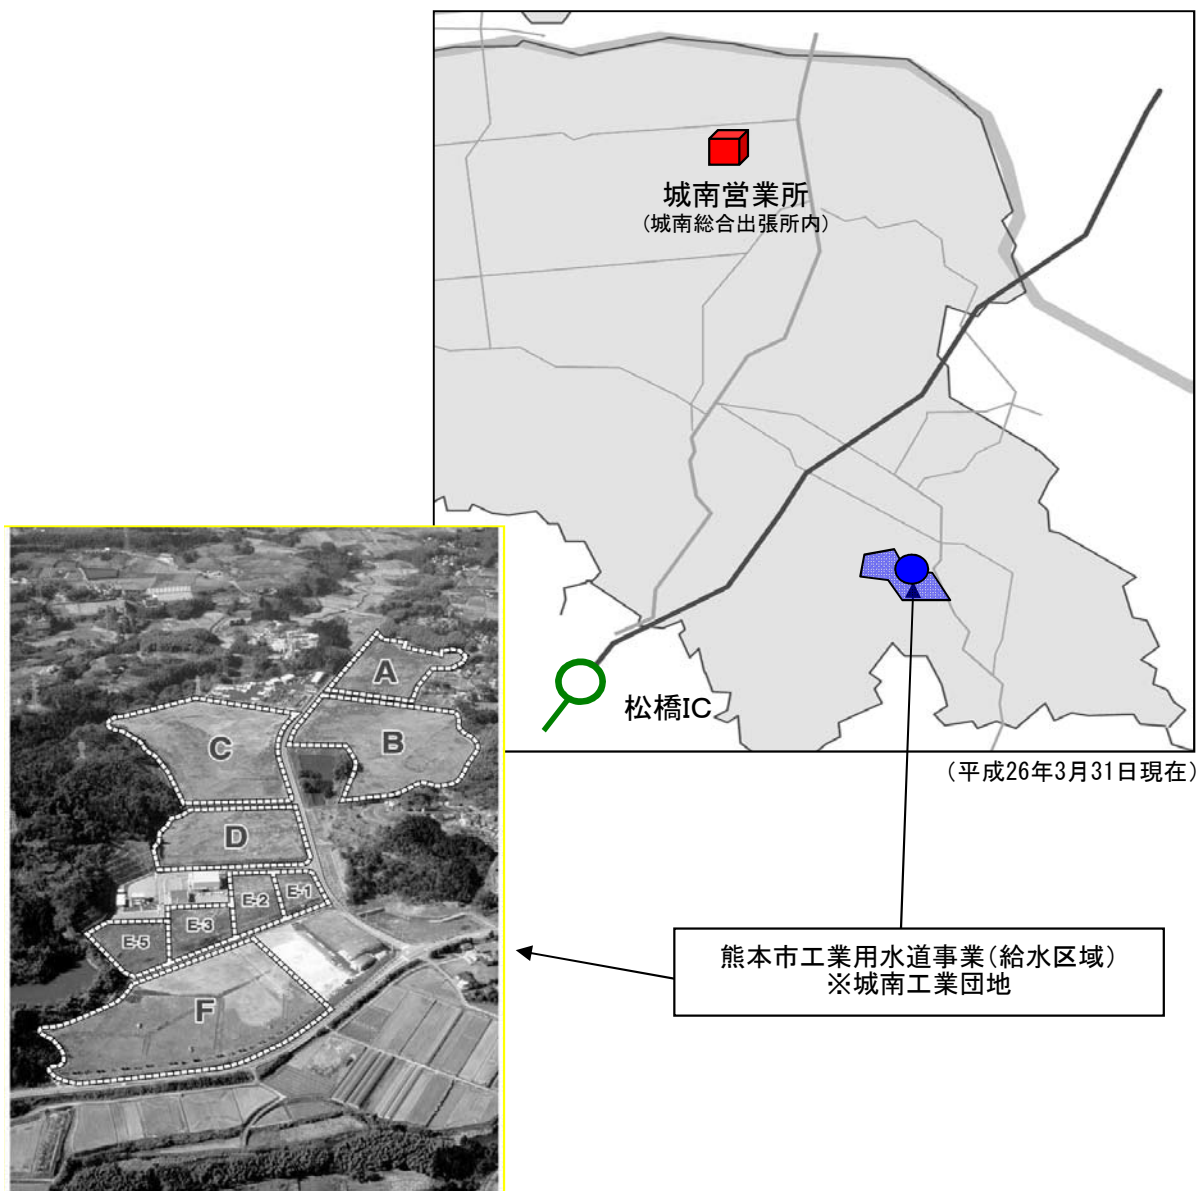 城南営業所
(城南総合出張所内)
松橋IC
(平成26年3月31日現在)
A
B
C
D
E-1
E-2
E-3
E-5
F
熊本市工業用水道事業(給水区域)
※城南工業団地